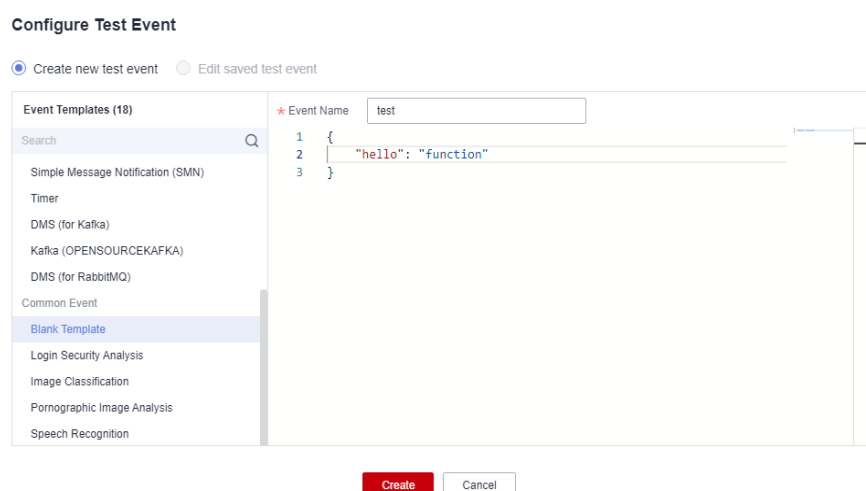 Configure Test Event
Create new test event Edit saved test event
Event Templates (18)
Search
Simple Message Notification (SMN)
Timer
DMS (for Kafka)
Kafka (OPENSOURCEKAFKA)
DMS (for RabbitMQ)
Common Event
Blank Template
Login Security Analysis
Image Classification
Pornographic Image Analysis
Speech Recognition
* Event Name test
1 {
2 "hello": "function"
3 }
Create Cancel